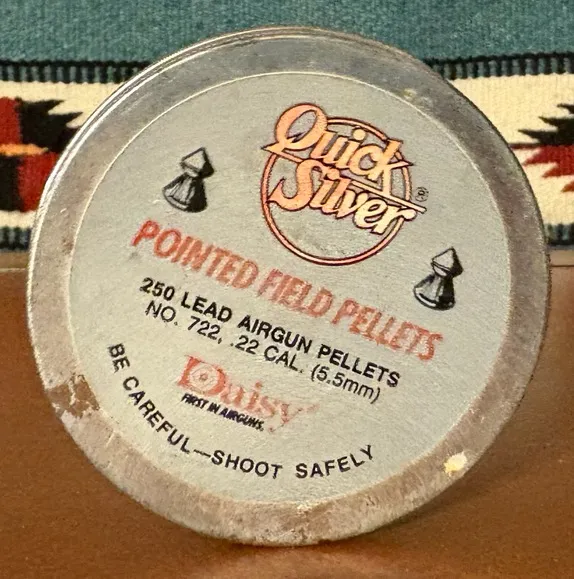 Quick
Silver®
POINTED FIELD PELLETS
250 LEAD AIRGUN PELLETS
NO. 722, .22 CAL. (5.5mm)
Daisy
FIRST IN AIRGUNS.
BE CAREFUL—SHOOT SAFELY